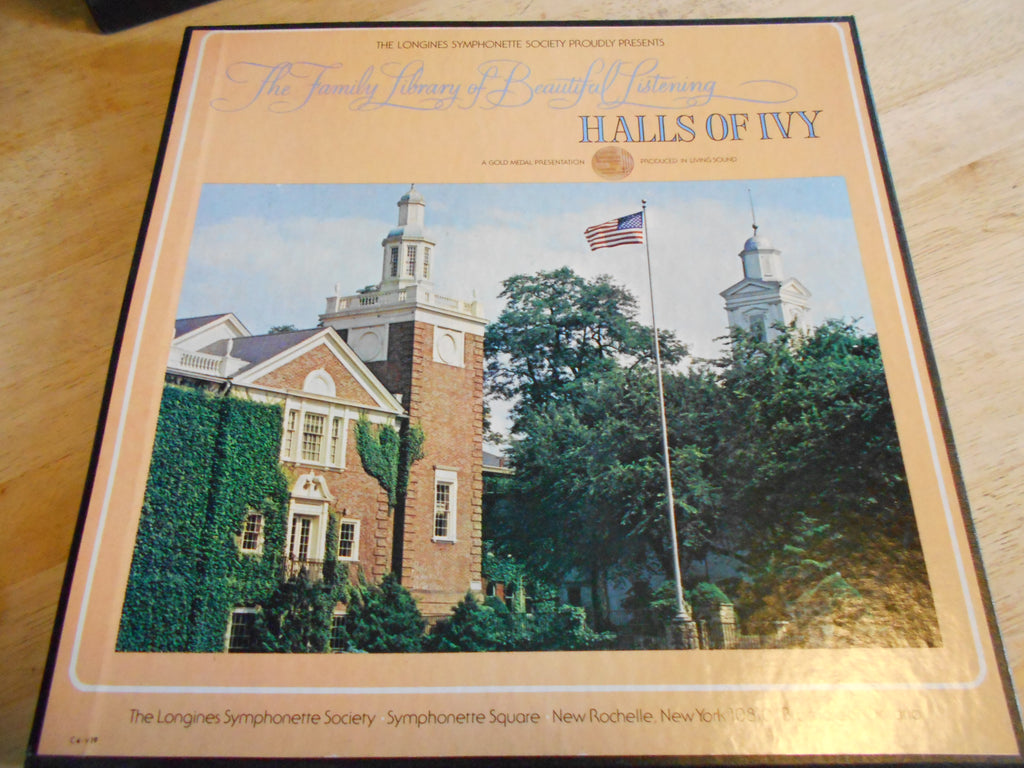 THE LONGINES SYMPHONETTE SOCIETY PROUDLY PRESENTS
The Family Library of Beautiful Listening
HALLS OF IVY
A GOLD MEDAL PRESENTATION PRODUCED IN LIVING SOUND
The Longines Symphonette Society · Symphonette Square · New Rochelle, New York